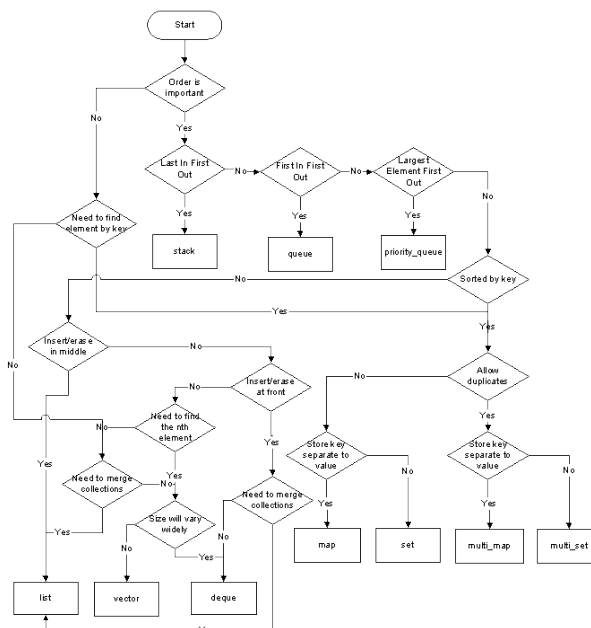 Start
Order is
important
No
Yes
Last In First
Out
No
First In First
Out
No
Largest
Element First
Out
No
Yes
Yes
Yes
Need to find
element by key
stack
queue
priority_queue
No
Sorted by key
Yes
Yes
Insert/erase
in middle
No
No
Insert/erase
at front
No
Allow
duplicates
No
Need to find
the nth
element
No
Yes
Yes
Store key
separate to
value
Store key
separate to
value
Yes
Need to merge
collections
No
Yes
Need to merge
collections
No
No
No
Yes
Yes
Size will vary
widely
Yes
No
Yes
map
set
multi_map
multi_set
list
vector
deque